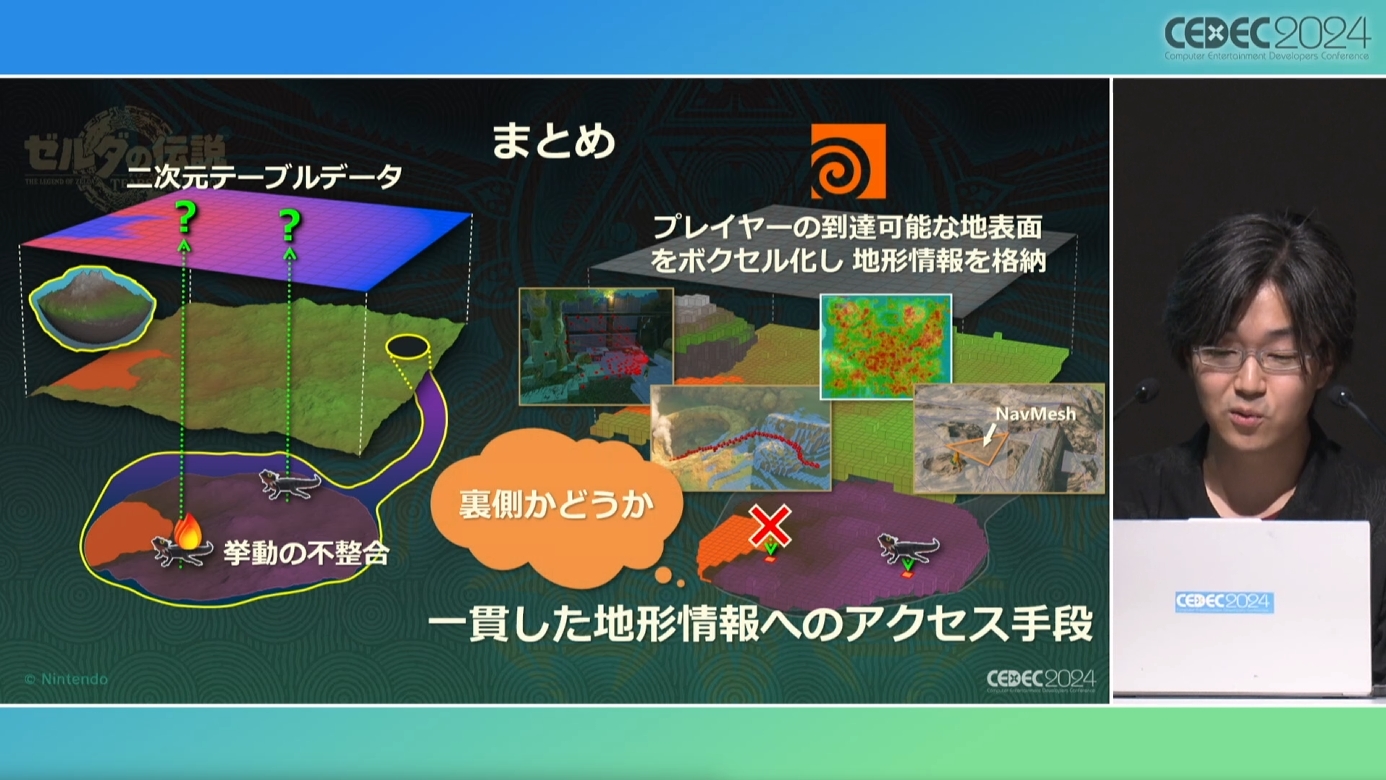 CEDEC2024
Computer Entertainment Developers Conference
ゼルダの伝説
まとめ
二次元テーブルデータ
?
?
プレイヤーの到達可能な地表面
をボクセル化し 地形情報を格納
NavMesh
裏側かどうか
挙動の不整合
一貫した地形情報へのアクセス手段
© Nintendo
CEDEC2024
Computer Entertainment Developers Conference
CEDEC2024